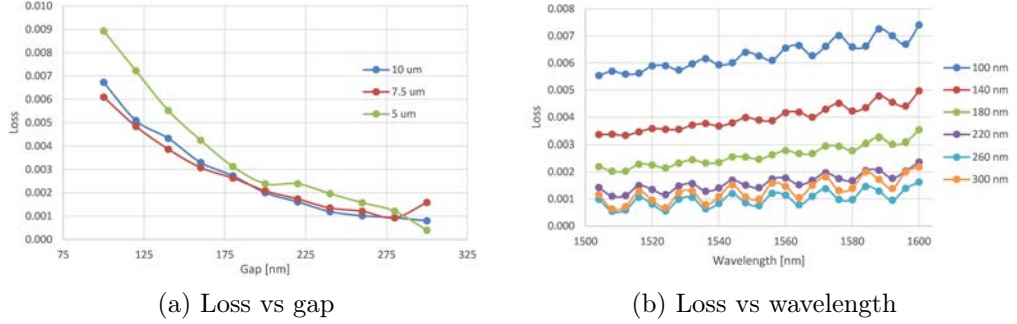 0.010
0.009
0.008
0.007
0.006
0.005
0.004
0.003
0.002
0.001
0.000
Loss
75
125
175
225
275
325
Gap [nm]
10 um
7.5 um
5 um
(a) Loss vs gap
0.008
0.007
0.006
0.005
0.004
0.003
0.002
0.001
0.000
Loss
1500
1520
1540
1560
1580
1600
Wavelength [nm]
100 nm
140 nm
180 nm
220 nm
260 nm
300 nm
(b) Loss vs wavelength